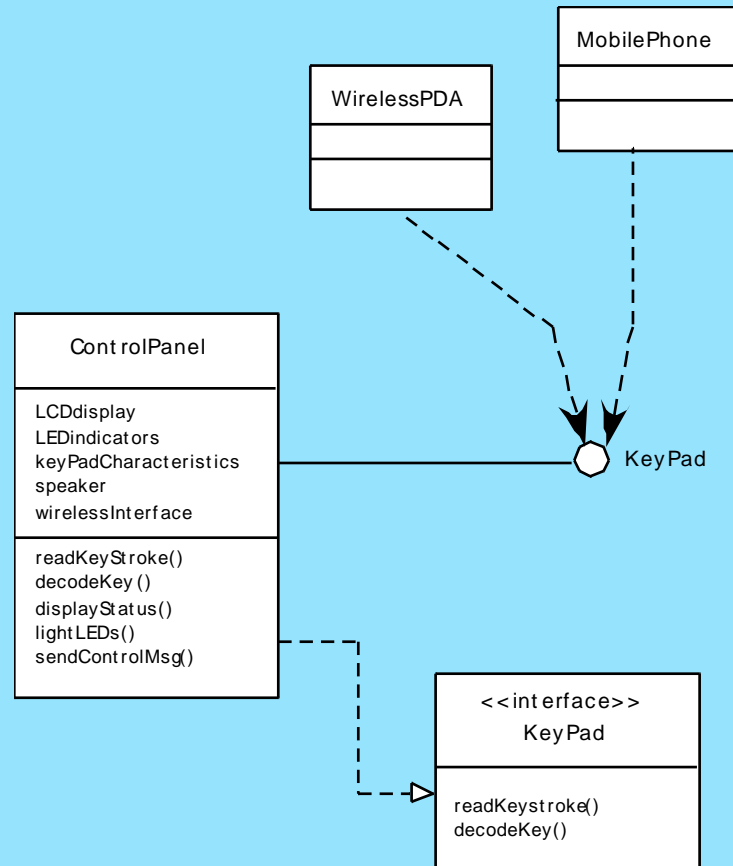 MobilePhone
WirelessPDA
ControlPanel
LCDdisplay
LEDindicators
keyPadCharacteristics
speaker
wirelessInterface
KeyPad
readKeyStroke()
decodeKey()
displayStatus()
lightLEDs()
sendControlMsg()
<<interface>>
KeyPad
readKeystroke()
decodeKey()